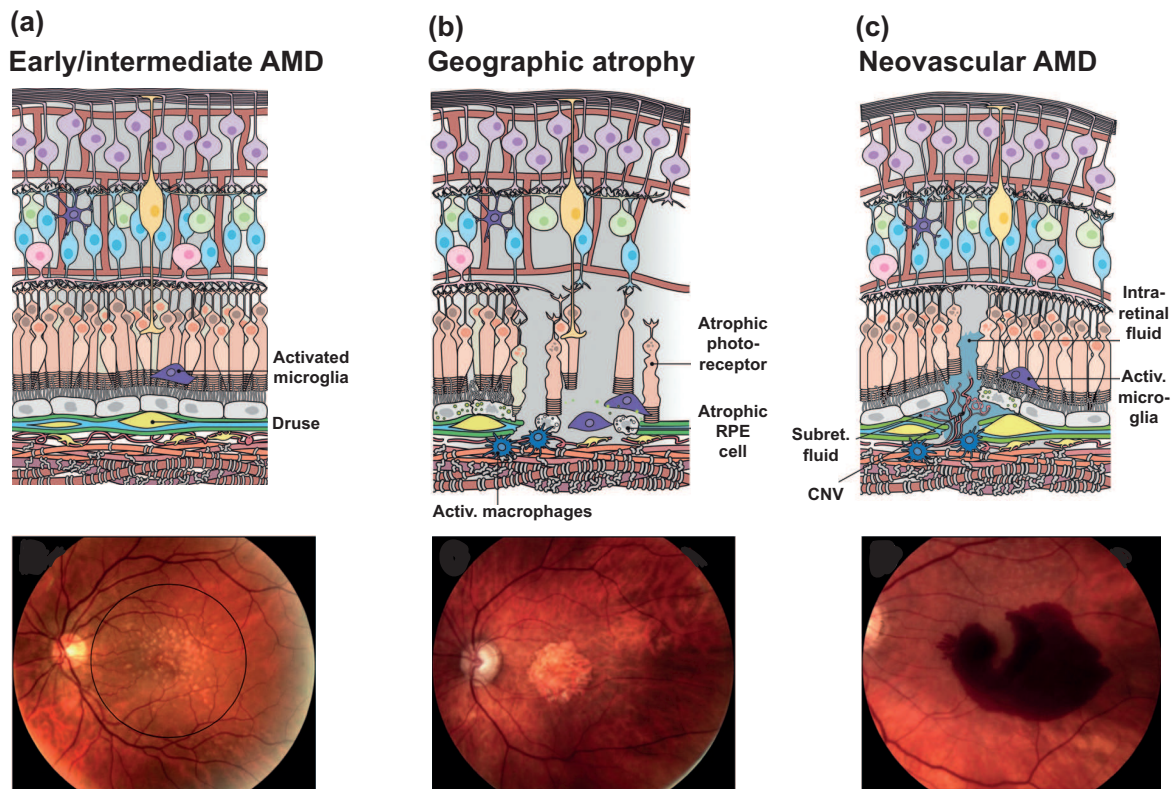 (a)
Early/intermediate AMD
(b)
Geographic atrophy
(c)
Neovascular AMD
Activated
microglia
Druse
Atrophic
photo-
receptor
Atrophic
RPE
cell
Activ. macrophages
Intra-
retinal
fluid
Activ.
micro-
glia
Subret.
fluid
CNV